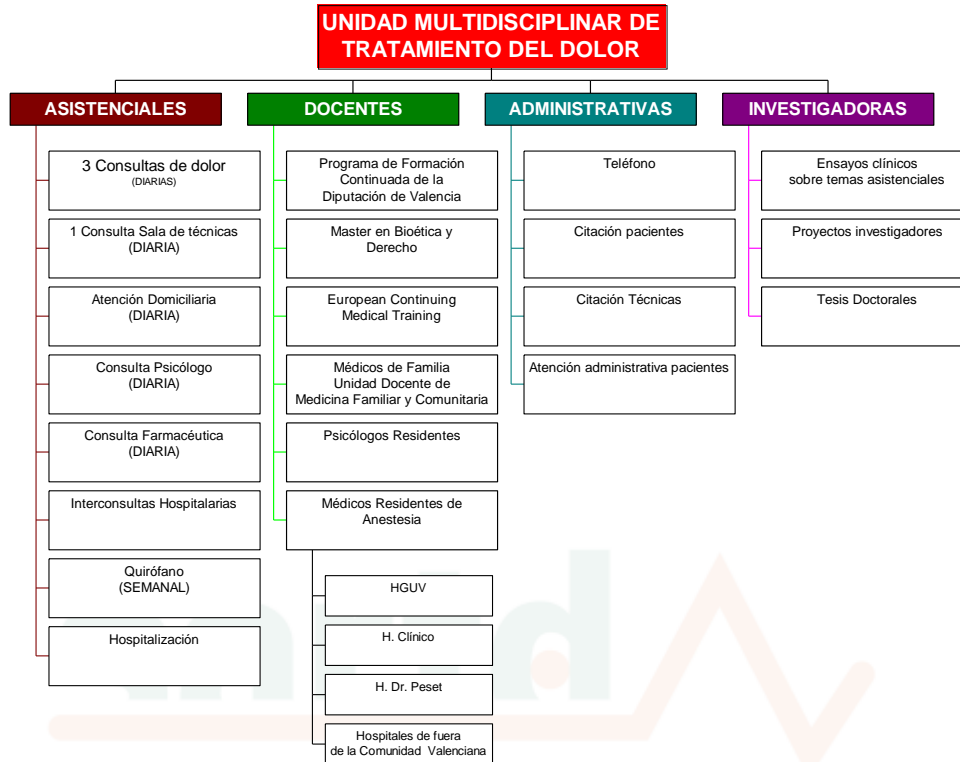 UNIDAD MULTIDISCIPLINAR DE
TRATAMIENTO DEL DOLOR
ASISTENCIALES
3 Consultas de dolor
(DIARIAS)
1 Consulta Sala de técnicas
(DIARIA)
Atención Domiciliaria
(DIARIA)
Consulta Psicólogo
(DIARIA)
Consulta Farmacéutica
(DIARIA)
Interconsultas Hospitalarias
Quirófano
(SEMANAL)
Hospitalización
DOCENTES
Programa de Formación
Continuada de la
Diputación de Valencia
Master en Bioética y
Derecho
European Continuing
Medical Training
Médicos de Familia
Unidad Docente de
Medicina Familiar y Comunitaria
Psicólogos Residentes
Médicos Residentes de
Anestesia
HGUV
H. Clínico
H. Dr. Peset
Hospitales de fuera
de la Comunidad Valenciana
ADMINISTRATIVAS
Teléfono
Citación pacientes
Citación Técnicas
Atención administrativa pacientes
INVESTIGADORAS
Ensayos clínicos
sobre temas asistenciales
Proyectos investigadores
Tesis Doctorales